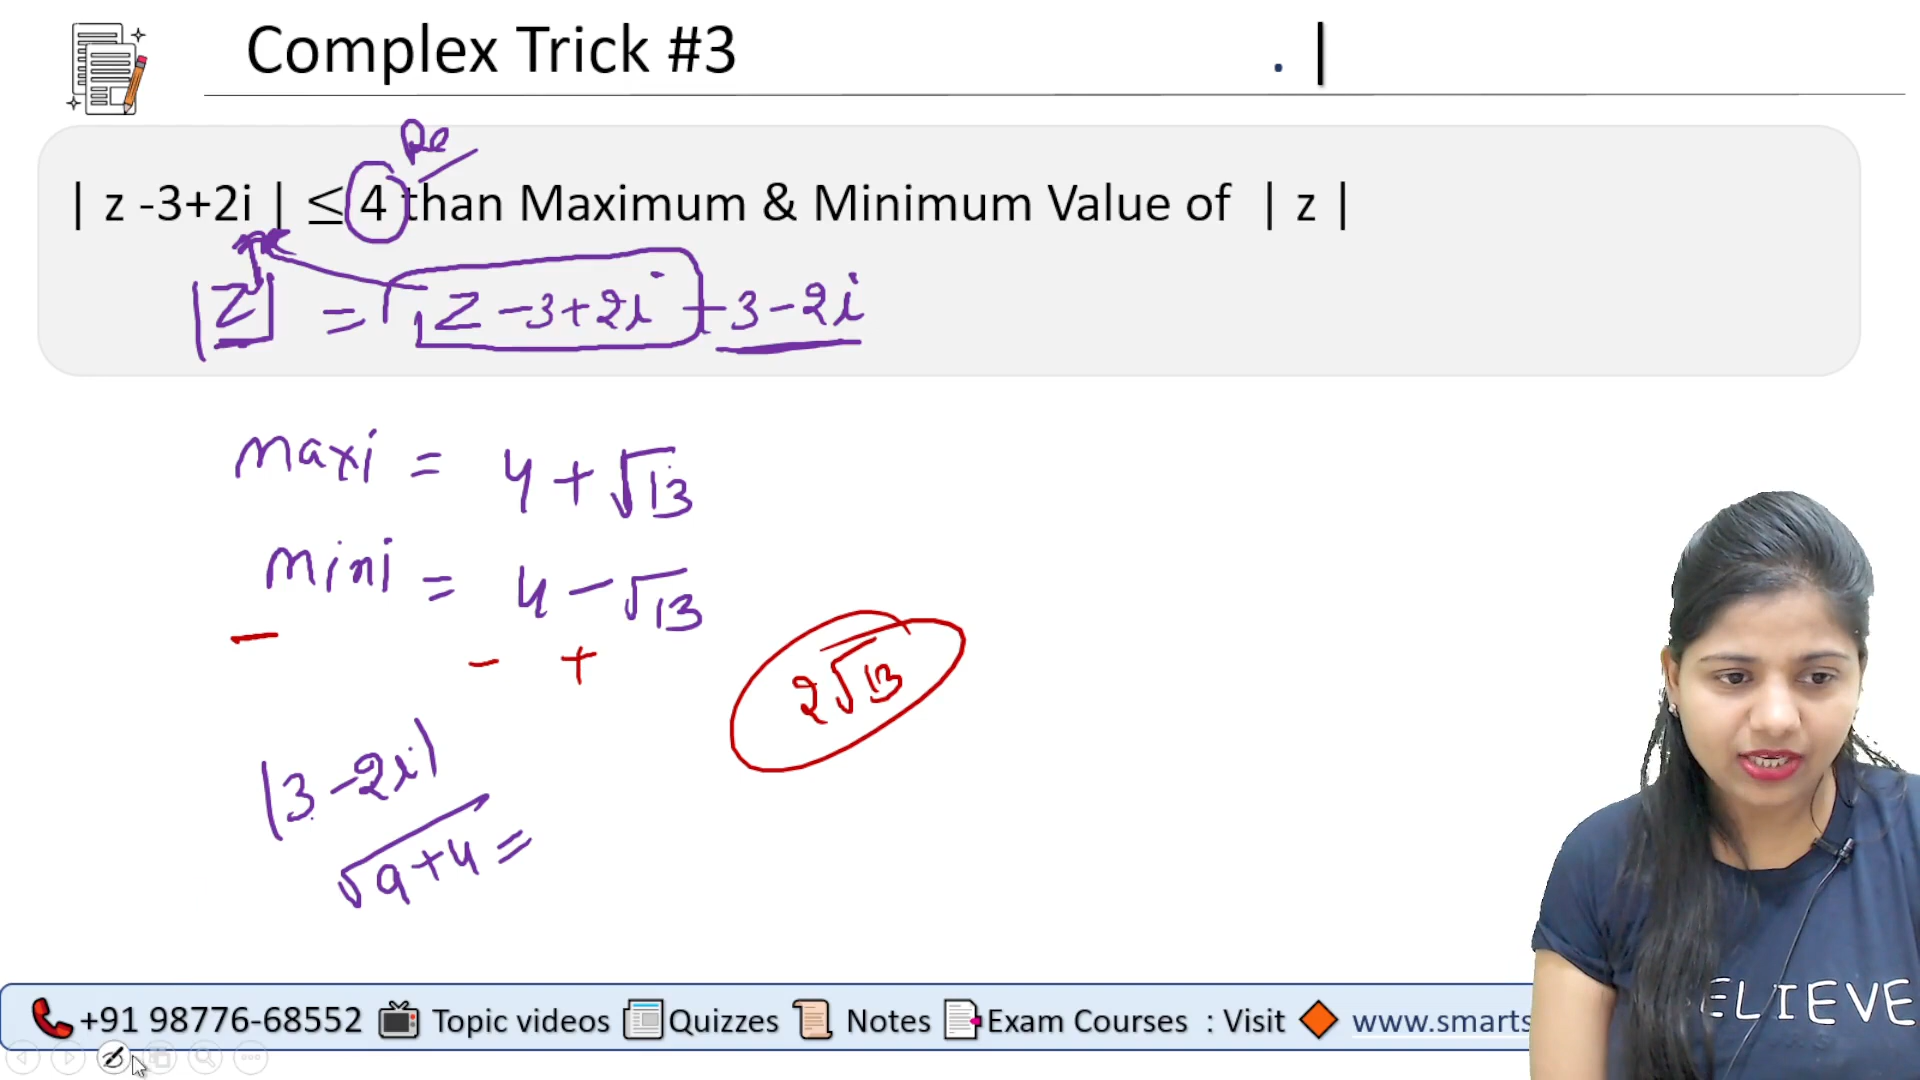 Complex Trick #3 . |
Re
| z -3+2i | ≤ 4 than Maximum & Minimum Value of | z |
|z| = |z -3+2i + 3-2i
maxi = 4 + √13
mini = 4 - √13
- - +
2√13
|3-2i|
√9+4 =
+91 98776-68552 Topic videos Quizzes Notes Exam Courses : Visit www.smarts
ELIEVE